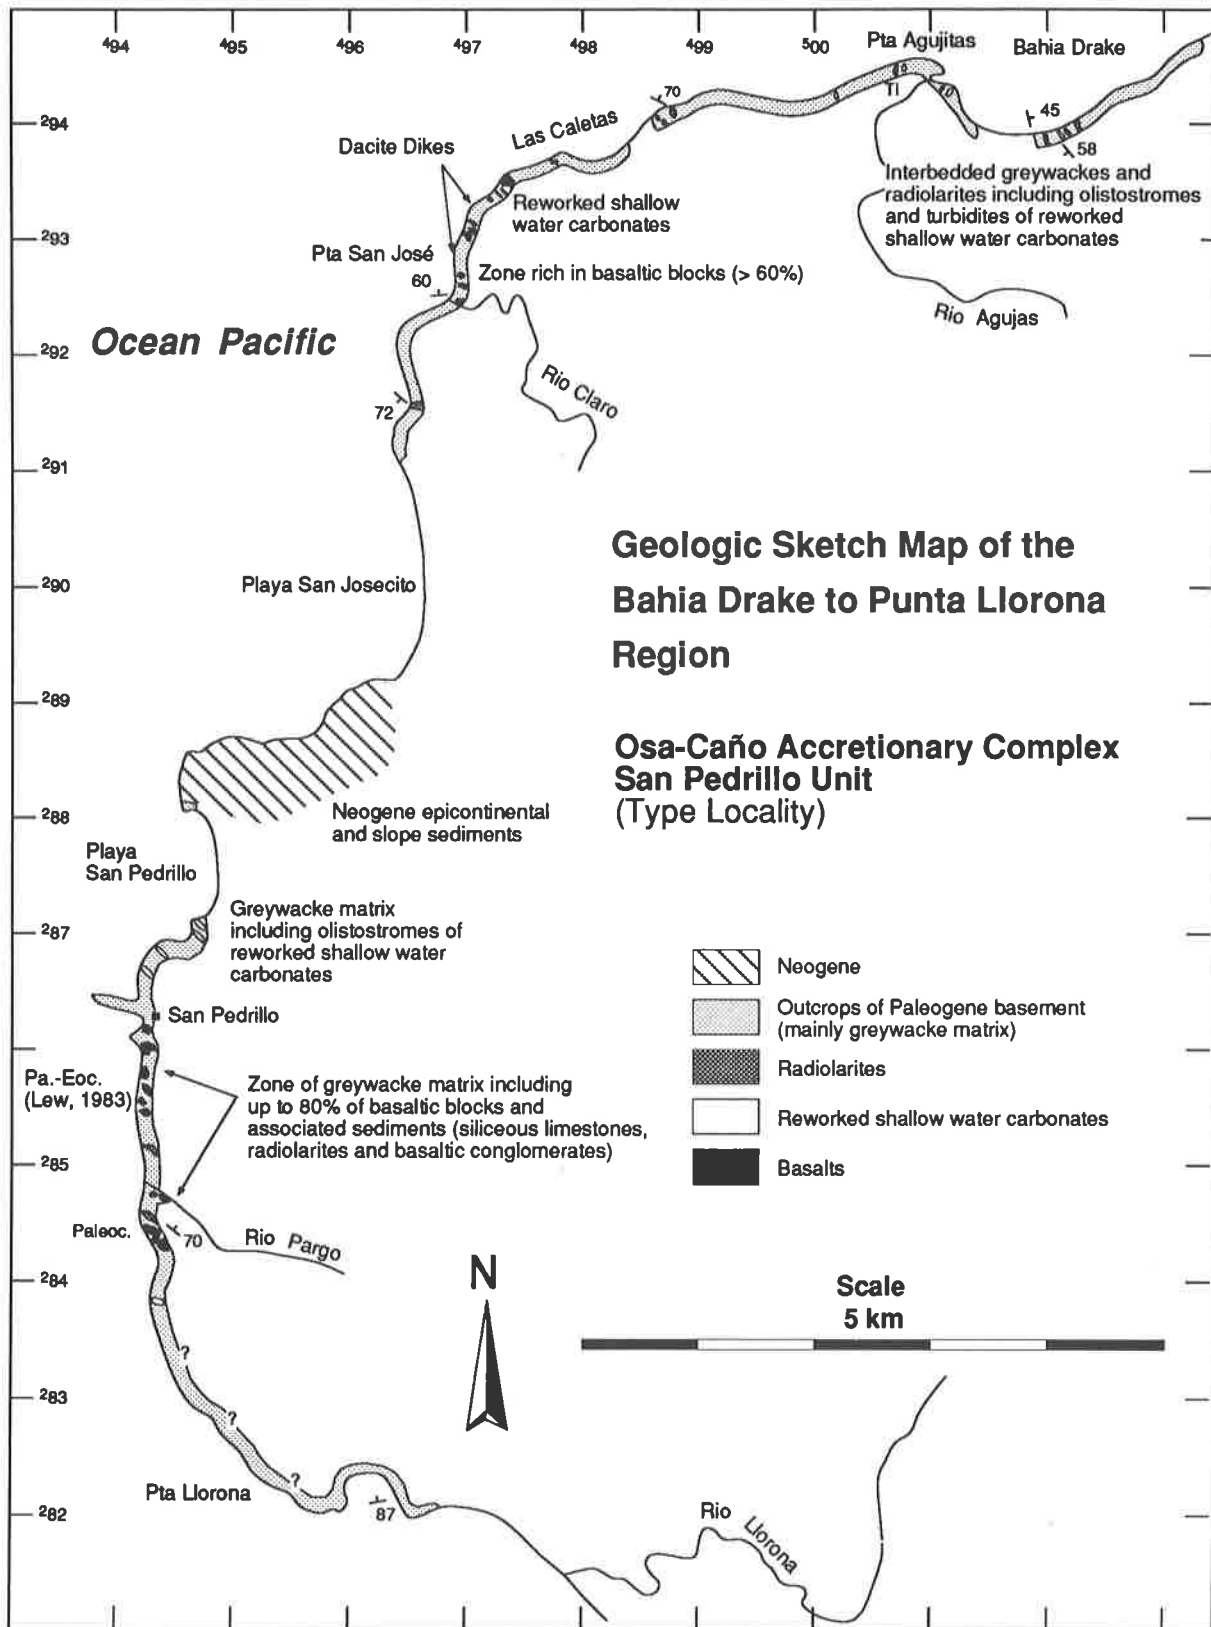 494
495
496
497
498
499
500
Pta Agujitas
Bahia Drake
294
293
292
291
290
289
288
287
285
284
283
282
70
Las Caletas
Dacite Dikes
TI
45
58
Interbedded greywackes and
radiolarites including olistostromes
and turbidites of reworked
shallow water carbonates
Reworked shallow
water carbonates
Pta San José
60
Zone rich in basaltic blocks (> 60%)
Rio Agujas
Ocean Pacific
Rio Claro
72
Geologic Sketch Map of the
Bahia Drake to Punta Llorona
Region
Playa San Josecito
Osa-Caño Accretionary Complex
San Pedrillo Unit
(Type Locality)
Neogene epicontinental
and slope sediments
Playa
San Pedrillo
Greywacke matrix
including olistostromes of
reworked shallow water
carbonates
San Pedrillo
Neogene
Outcrops of Paleogene basement
(mainly greywacke matrix)
Radiolarites
Reworked shallow water carbonates
Basalts
Pa.-Eoc.
(Lew, 1983)
Zone of greywacke matrix including
up to 80% of basaltic blocks and
associated sediments (siliceous limestones,
radiolarites and basaltic conglomerates)
Paleoc.
70
Rio Pargo
N
Scale
5 km
?
?
?
Pta Llorona
87
Rio Llorona